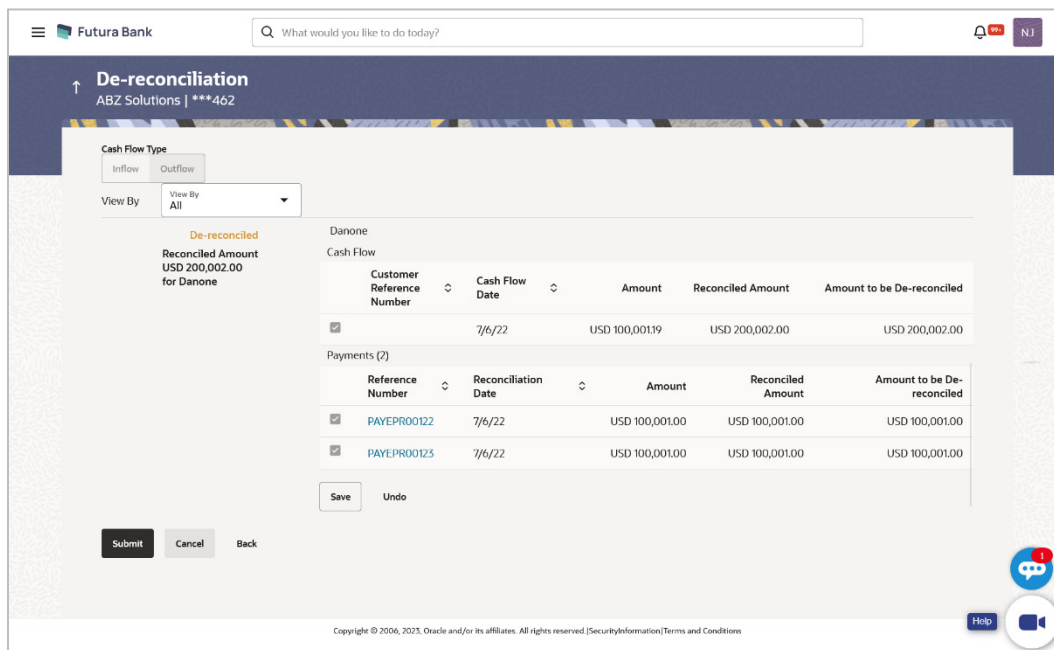 Futura Bank
What would you like to do today?
99+
NJ
De-reconciliation
ABZ Solutions | ***462
Cash Flow Type
Inflow Outflow
View By
View By
All
De-reconciled
Reconciled Amount
USD 200,002.00
for Danone
Danone
Cash Flow
Customer Reference Number Cash Flow Date Amount Reconciled Amount Amount to be De-reconciled
7/6/22 USD 100,001.19 USD 200,002.00 USD 200,002.00
Payments (2)
Reference Number Reconciliation Date Amount Reconciled Amount Amount to be De-reconciled
PAYEPR00122 7/6/22 USD 100,001.00 USD 100,001.00 USD 100,001.00
PAYEPR00123 7/6/22 USD 100,001.00 USD 100,001.00 USD 100,001.00
Save Undo
Submit Cancel Back
1
Help
Copyright © 2006, 2023, Oracle and/or its affiliates. All rights reserved.|SecurityInformation|Terms and Conditions